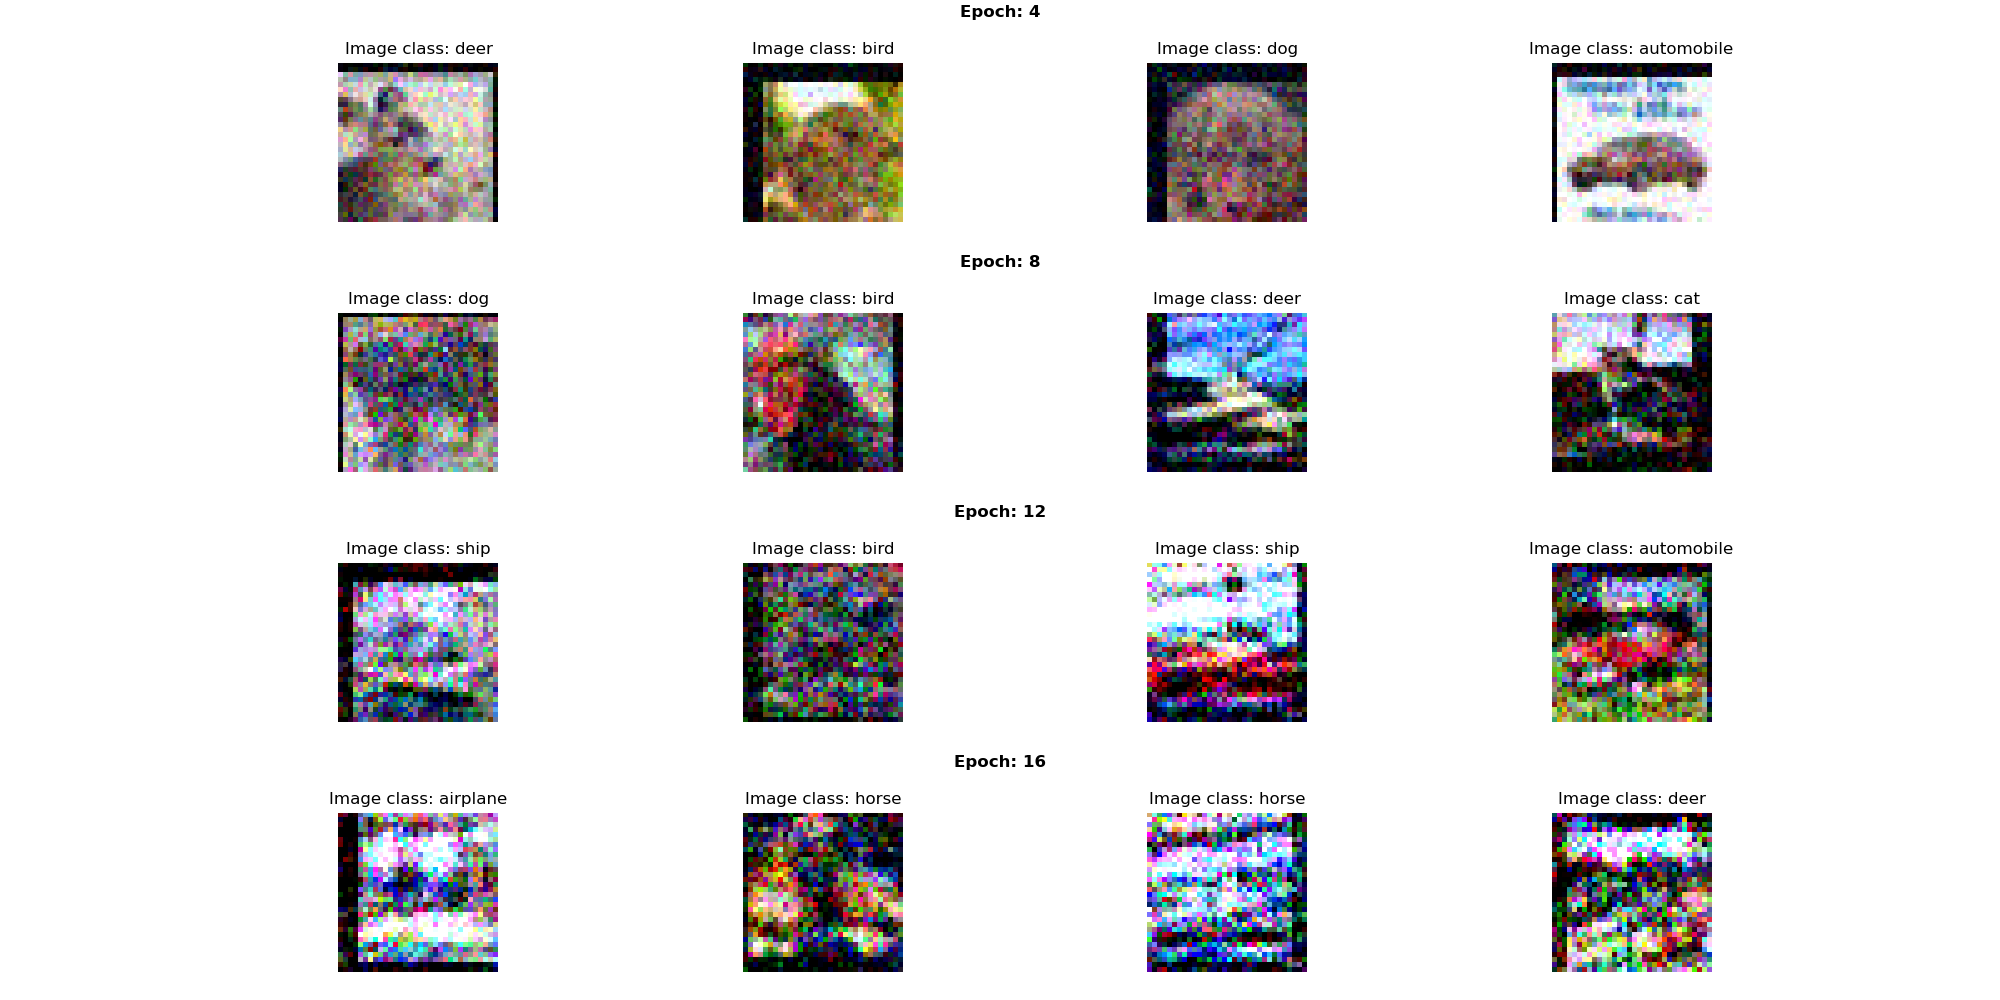 Epoch: 4
Image class: deer
Image class: bird
Image class: dog
Image class: automobile
Epoch: 8
Image class: dog
Image class: bird
Image class: deer
Image class: cat
Epoch: 12
Image class: ship
Image class: bird
Image class: ship
Image class: automobile
Epoch: 16
Image class: airplane
Image class: horse
Image class: horse
Image class: deer